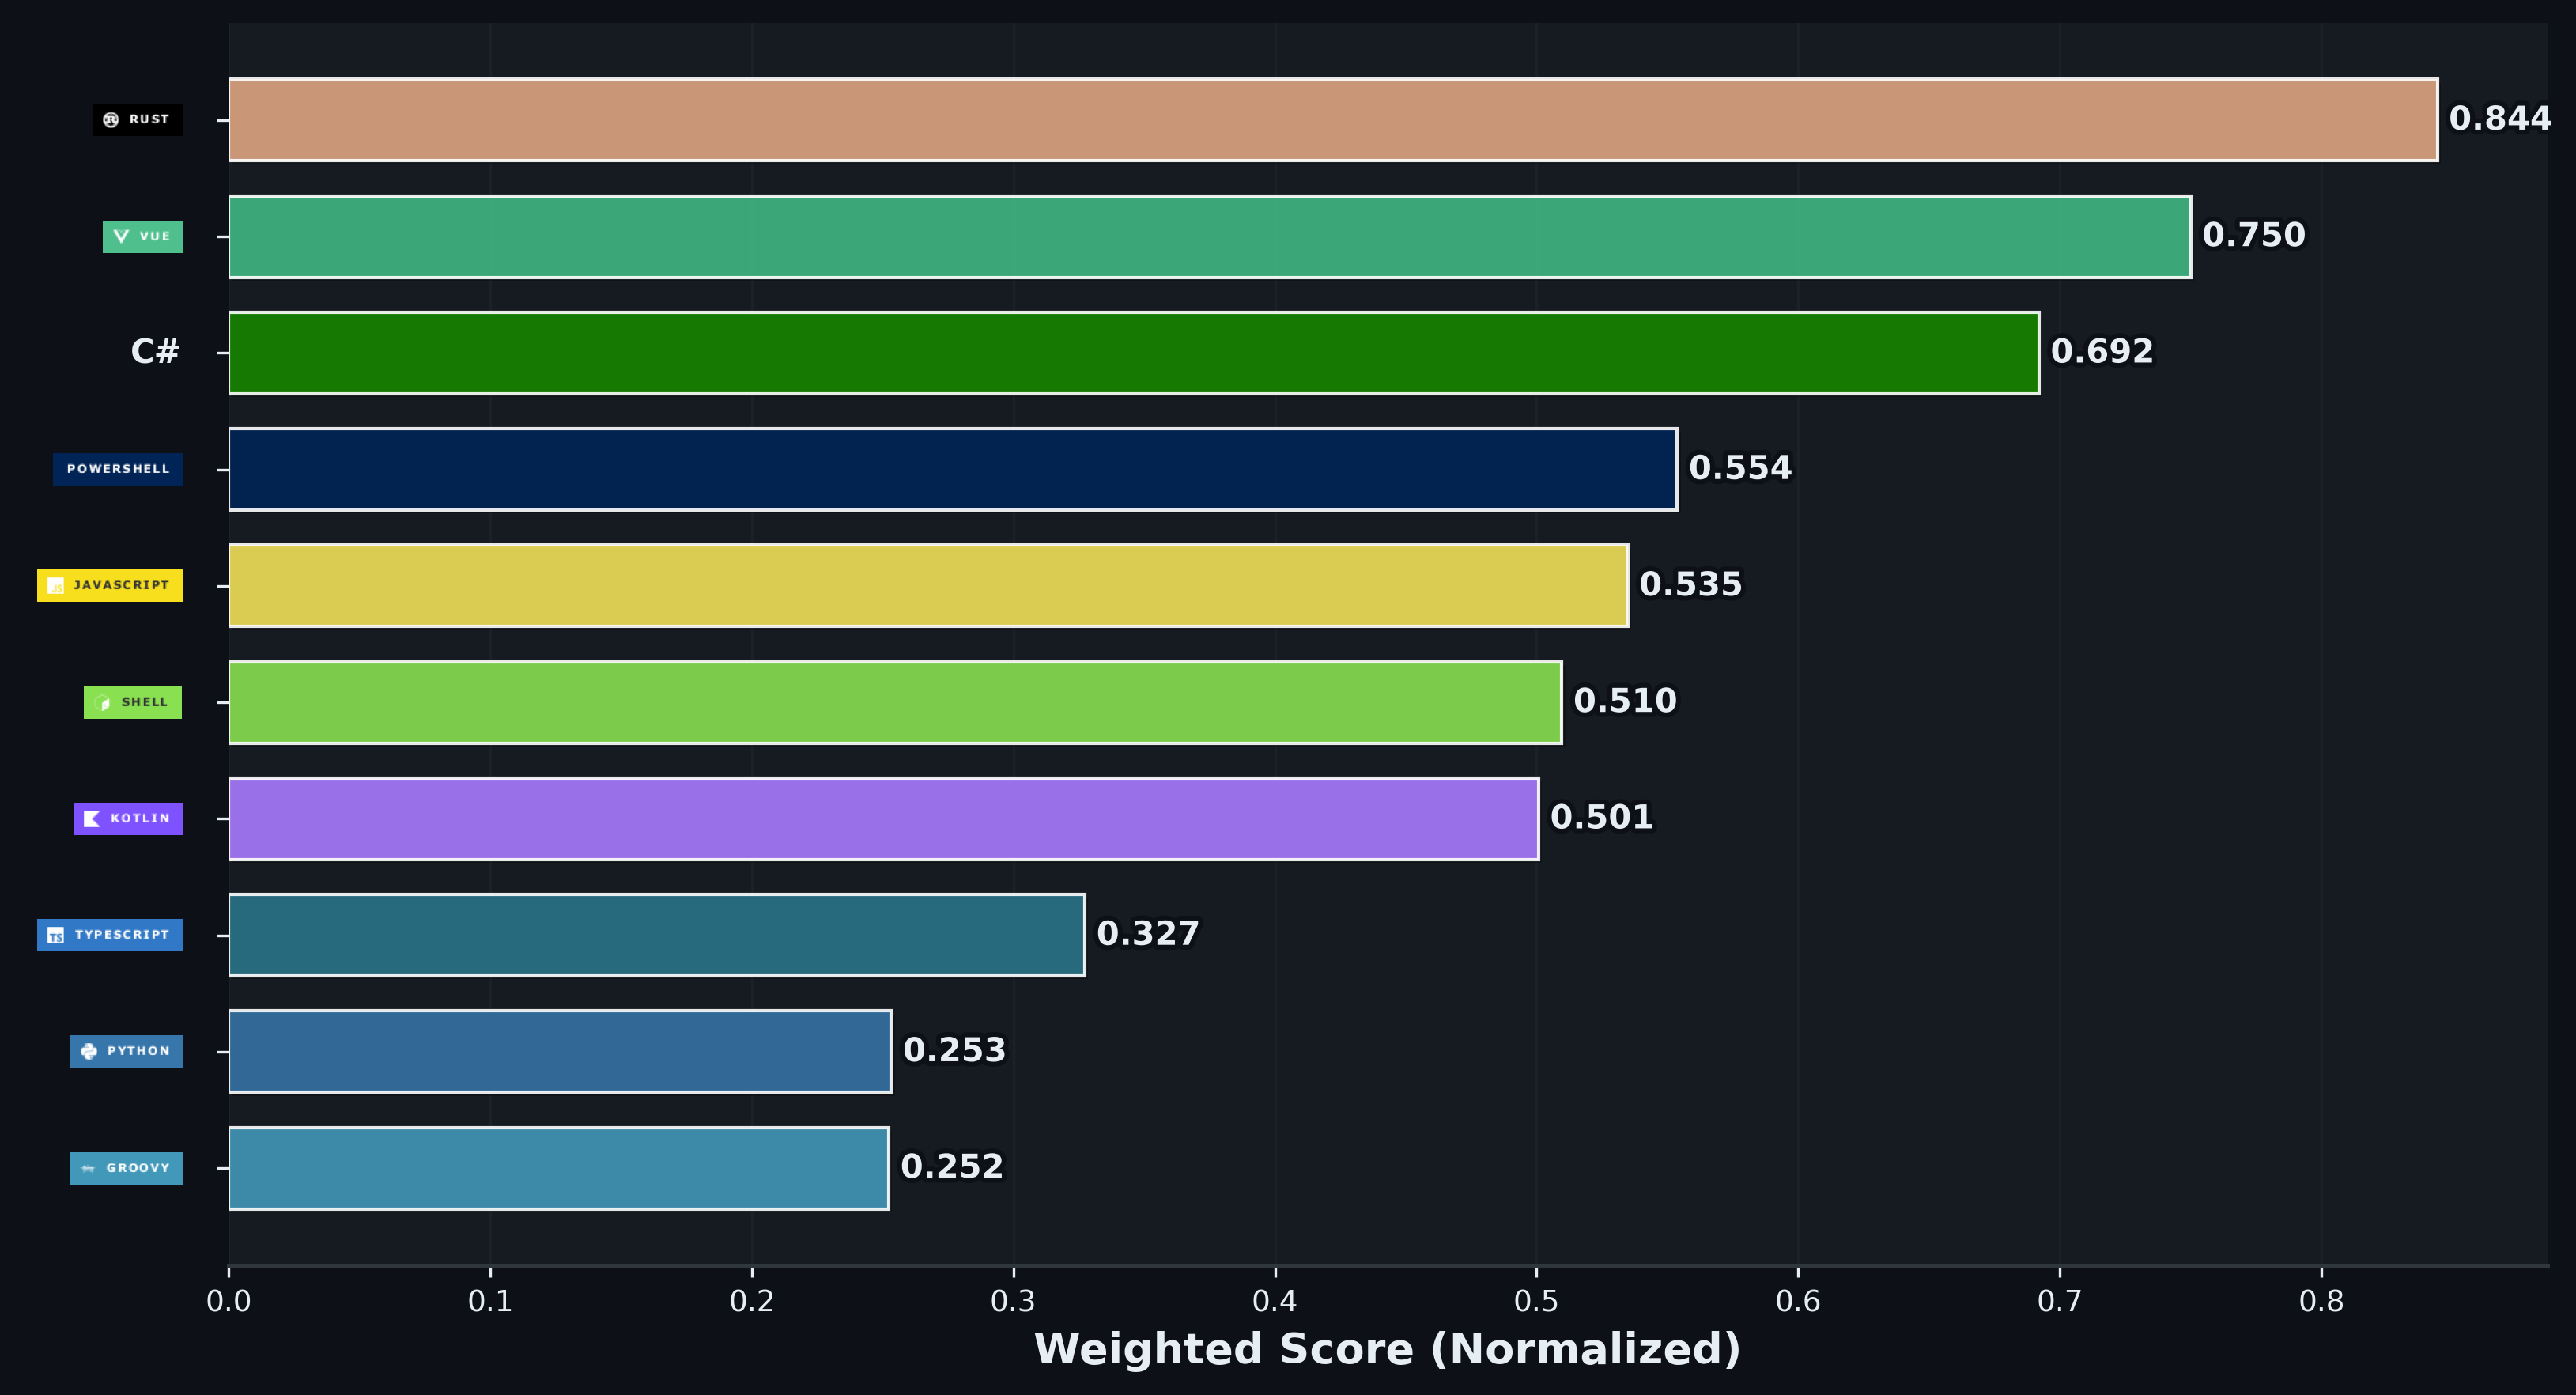 RUST 0.844
VUE 0.750
C# 0.692
POWERSHELL 0.554
JS JAVASCRIPT 0.535
SHELL 0.510
KOTLIN 0.501
TS TYPESCRIPT 0.327
PYTHON 0.253
GROOVY 0.252
0.0 0.1 0.2 0.3 0.4 0.5 0.6 0.7 0.8
Weighted Score (Normalized)